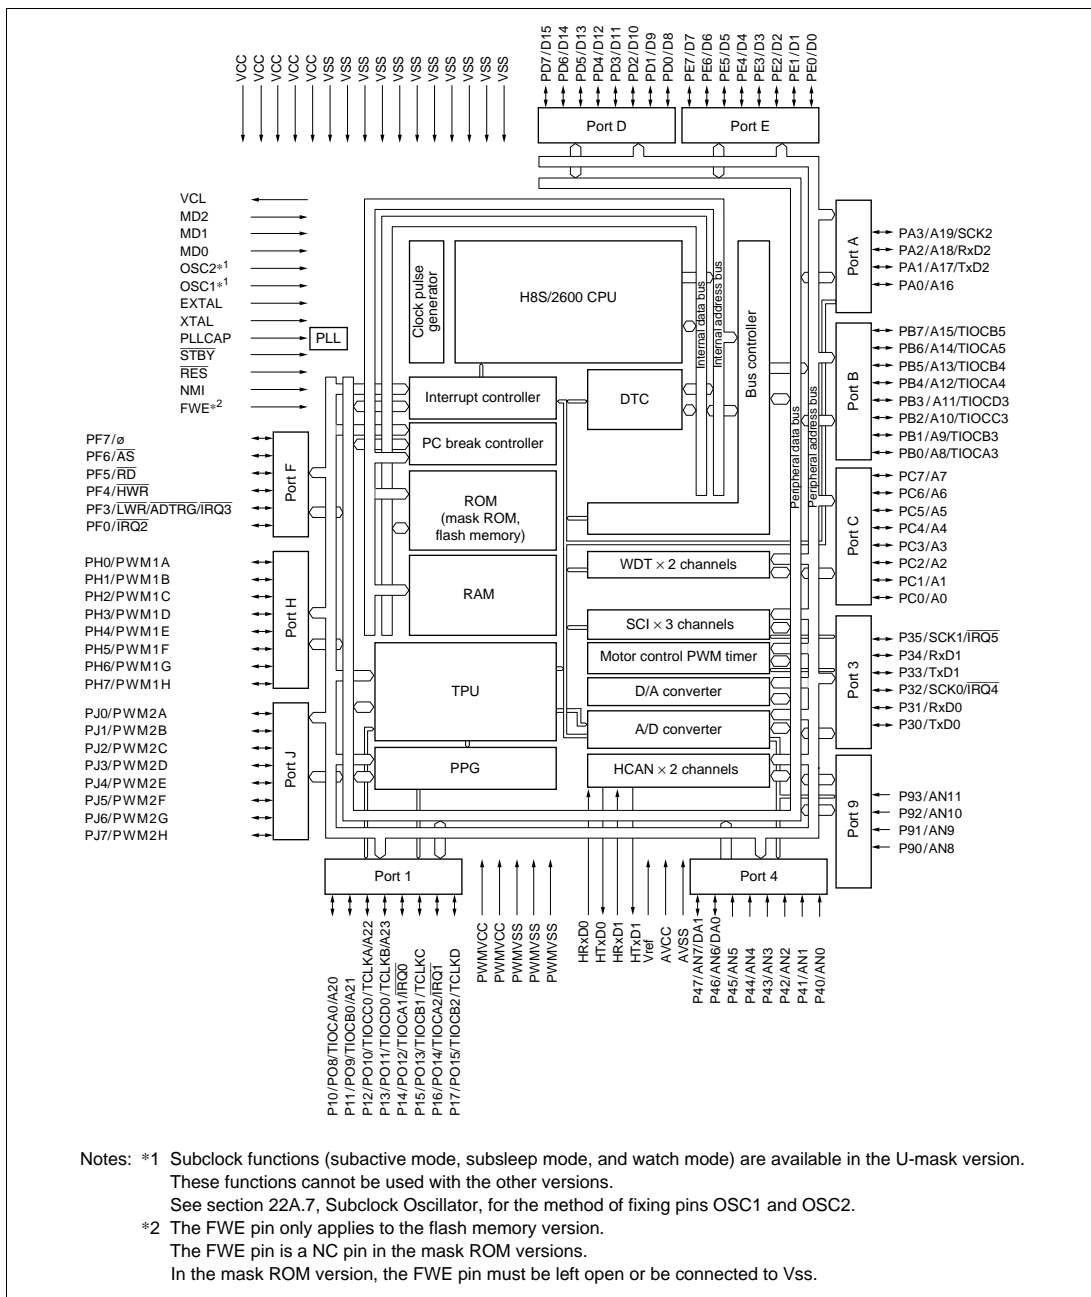 VCC
VCC
VCC
VCC
VCC
VSS
VSS
VSS
VSS
VSS
VSS
VSS
VSS
VSS
VSS
VSS
PD7/D15
PD6/D14
PD5/D13
PD4/D12
PD3/D11
PD2/D10
PD1/D9
PD0/D8
PE7/D7
PE6/D6
PE5/D5
PE4/D4
PE3/D3
PE2/D2
PE1/D1
PE0/D0
Port D
Port E
VCL
MD2
MD1
MD0
OSC2*1
OSC1*1
EXTAL
XTAL
PLLCAP
STBY
RES
NMI
FWE*2
PLL
Clock pulse
generator
H8S/2600 CPU
Internal data bus
Internal address bus
Bus controller
Peripheral data bus
Peripheral address bus
Interrupt controller
PC break controller
DTC
ROM
(mask ROM,
flash memory)
RAM
TPU
PPG
WDT × 2 channels
SCI × 3 channels
Motor control PWM timer
D/A converter
A/D converter
HCAN × 2 channels
Port A
PA3/A19/SCK2
PA2/A18/RxD2
PA1/A17/TxD2
PA0/A16
Port B
PB7/A15/TIOCB5
PB6/A14/TIOCA5
PB5/A13/TIOCB4
PB4/A12/TIOCA4
PB3/A11/TIOCD3
PB2/A10/TIOCC3
PB1/A9/TIOCB3
PB0/A8/TIOCA3
Port C
PC7/A7
PC6/A6
PC5/A5
PC4/A4
PC3/A3
PC2/A2
PC1/A1
PC0/A0
Port 3
P35/SCK1/IRQ5
P34/RxD1
P33/TxD1
P32/SCK0/IRQ4
P31/RxD0
P30/TxD0
Port 9
P93/AN11
P92/AN10
P91/AN9
P90/AN8
PF7/ø
PF6/AS
PF5/RD
PF4/HWR
PF3/LWR/ADTRG/IRQ3
PF0/IRQ2
Port F
PH0/PWM1A
PH1/PWM1B
PH2/PWM1C
PH3/PWM1D
PH4/PWM1E
PH5/PWM1F
PH6/PWM1G
PH7/PWM1H
Port H
PJ0/PWM2A
PJ1/PWM2B
PJ2/PWM2C
PJ3/PWM2D
PJ4/PWM2E
PJ5/PWM2F
PJ6/PWM2G
PJ7/PWM2H
Port J
Port 1
Port 4
P10/PO8/TIOCA0/A20
P11/PO9/TIOCB0/A21
P12/PO10/TIOCC0/TCLKA/A22
P13/PO11/TIOCD0/TCLKB/A23
P14/PO12/TIOCA1/IRQ0
P15/PO13/TIOCB1/TCLKC
P16/PO14/TIOCA2/IRQ1
P17/PO15/TIOCB2/TCLKD
PWMVCC
PWMVCC
PWMVSS
PWMVSS
PWMVSS
HRxD0
HTxD0
HRxD1
HTxD1
Vref
AVCC
AVSS
P47/AN7/DA1
P46/AN6/DA0
P45/AN5
P44/AN4
P43/AN3
P42/AN2
P41/AN1
P40/AN0
Notes: *1 Subclock functions (subactive mode, subsleep mode, and watch mode) are available in the U-mask version.
These functions cannot be used with the other versions.
See section 22A.7, Subclock Oscillator, for the method of fixing pins OSC1 and OSC2.
*2 The FWE pin only applies to the flash memory version.
The FWE pin is a NC pin in the mask ROM versions.
In the mask ROM version, the FWE pin must be left open or be connected to Vss.